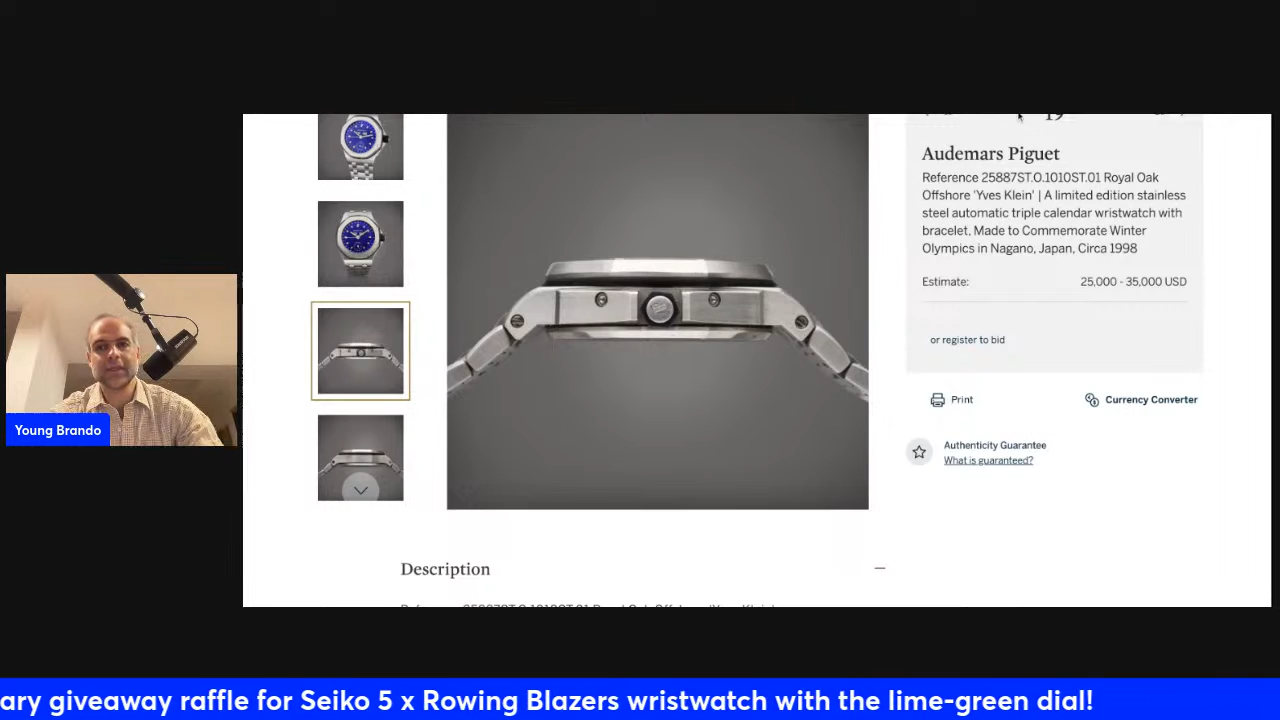 19
Audemars Piguet
Reference 25887ST.O.1010ST.01 Royal Oak
Offshore 'Yves Klein' | A limited edition stainless
steel automatic triple calendar wristwatch with
bracelet, Made to Commemorate Winter
Olympics in Nagano, Japan, Circa 1998
Estimate: 25,000 - 35,000 USD
or register to bid
Print Currency Converter
Authenticity Guarantee
What is guaranteed?
Young Brando
Description
ary giveaway raffle for Seiko 5 x Rowing Blazers wristwatch with the lime-green dial!